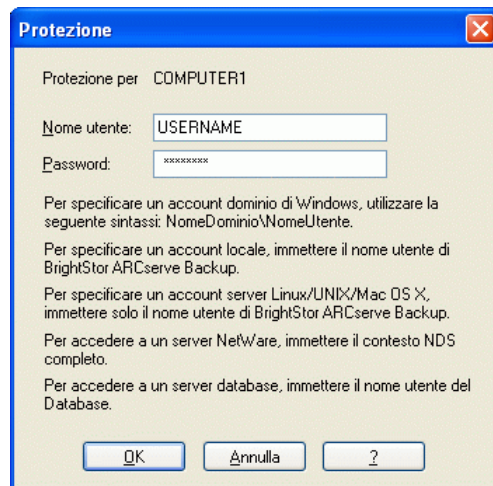 Protezione
Protezione per COMPUTER1
Nome utente: USERNAME
Password: ********
Per specificare un account dominio di Windows, utilizzare la
seguente sintassi: NomeDominio\NomeUtente.
Per specificare un account locale, immettere il nome utente di
BrightStor ARCserve Backup.
Per specificare un account server Linux/UNIX/Mac OS X,
immettere solo il nome utente di BrightStor ARCserve Backup.
Per accedere a un server NetWare, immettere il contesto NDS
completo.
Per accedere a un server database, immettere il nome utente del
Database.
OK Annulla ?